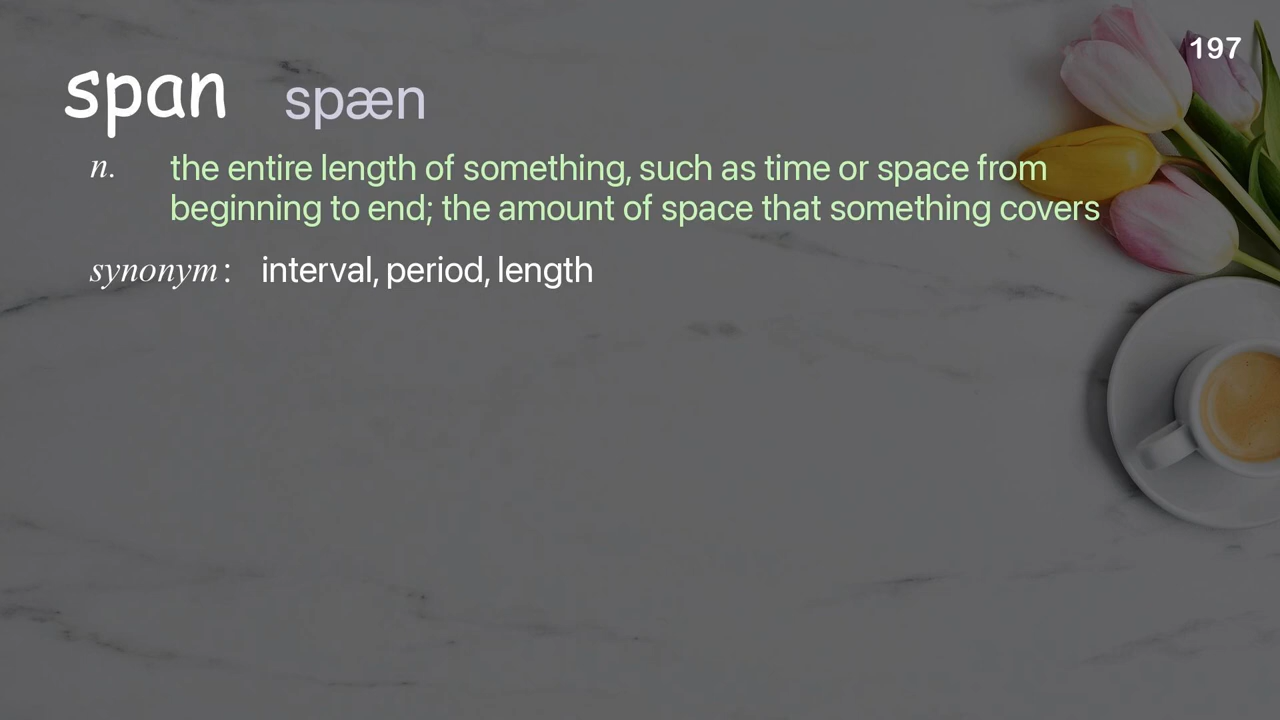 197
span spæn
n. the entire length of something, such as time or space from
beginning to end; the amount of space that something covers
synonym: interval, period, length